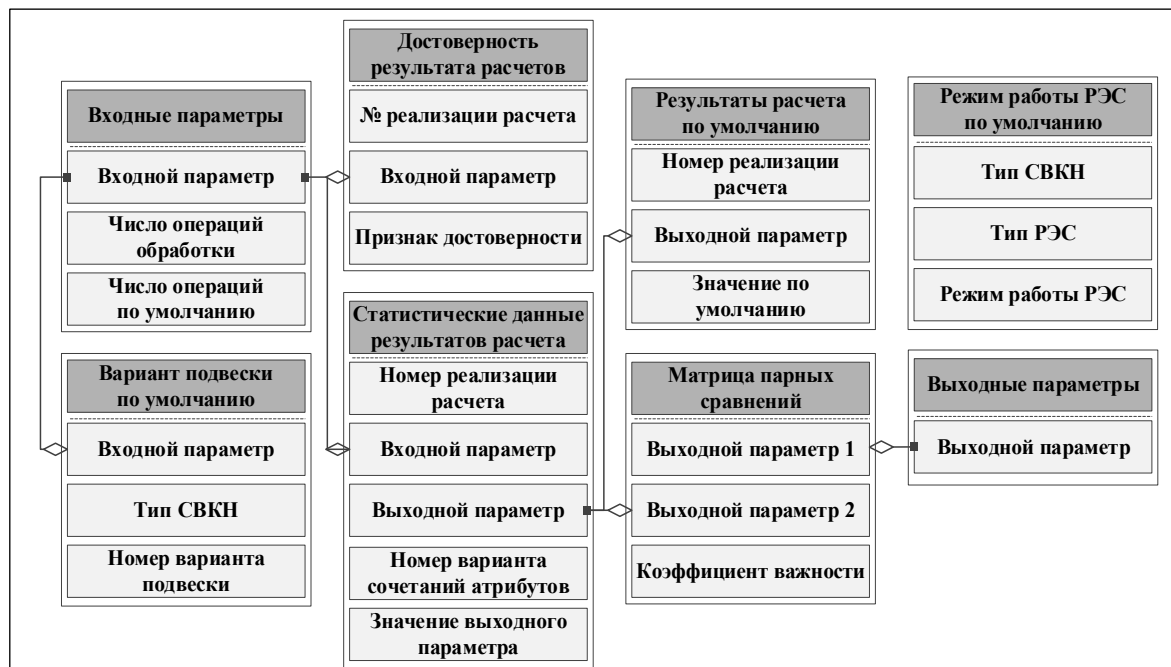 Входные параметры
Входной параметр
Число операций
обработки
Число операций
по умолчанию
Вариант подвески
по умолчанию
Входной параметр
Тип СВКН
Номер варианта
подвески
Достоверность
результата расчетов
№ реализации расчета
Входной параметр
Признак достоверности
Статистические данные
результатов расчета
Номер реализации
расчета
Входной параметр
Выходной параметр
Номер варианта
сочетаний атрибутов
Значение выходного
параметра
Результаты расчета
по умолчанию
Номер реализации
расчета
Выходной параметр
Значение по
умолчанию
Матрица парных
сравнений
Выходной параметр 1
Выходной параметр 2
Коэффициент важности
Режим работы РЭС
по умолчанию
Тип СВКН
Тип РЭС
Режим работы РЭС
Выходные параметры
Выходной параметр